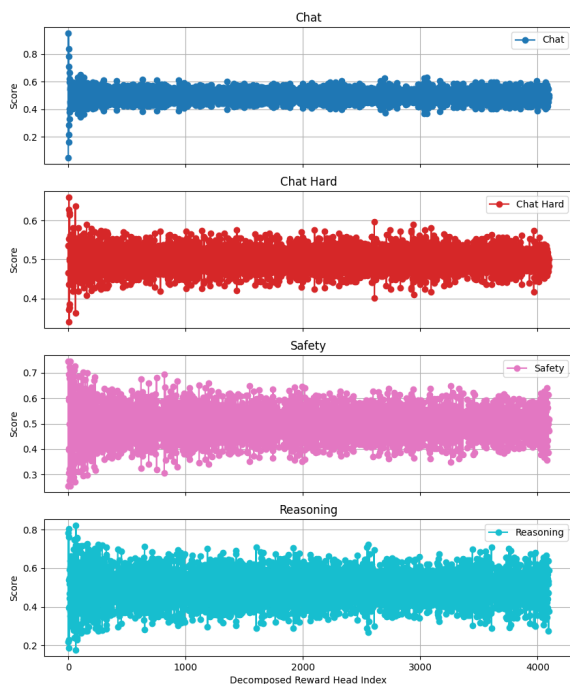 Chat
0.8
0.6
0.4
0.2
Score
Chat
Chat Hard
0.6
0.5
0.4
Score
Chat Hard
Safety
0.7
0.6
0.5
0.4
0.3
Score
Safety
Reasoning
0.8
0.6
0.4
0.2
Score
Reasoning
0 1000 2000 3000 4000
Decomposed Reward Head Index